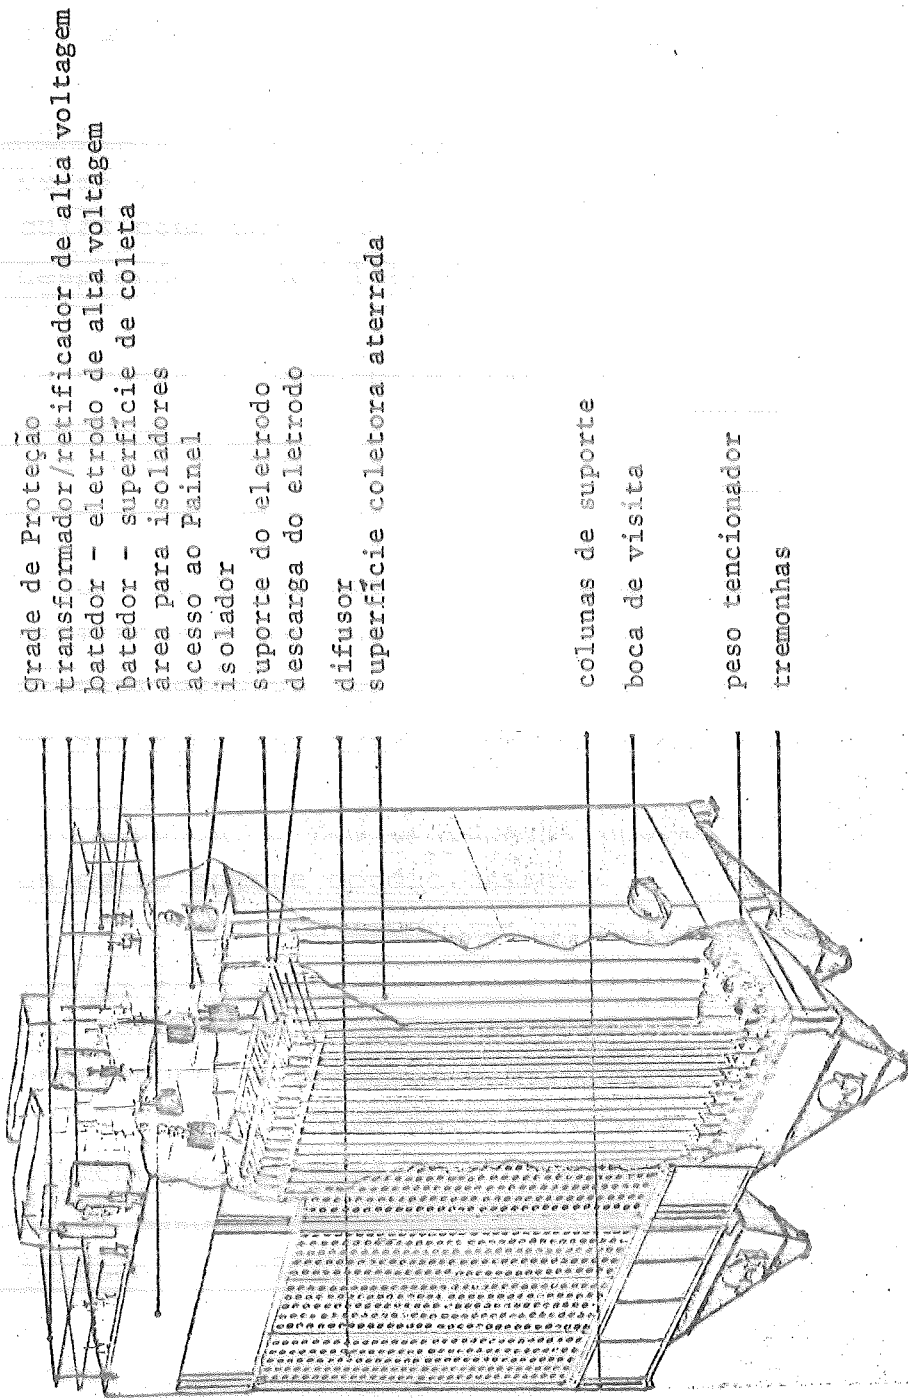 grade de Proteção
transformador/retificador de alta voltagem
batedor - eletrodo de alta voltagem
batedor - superfície de coleta
área para isoladores
acesso ao Painel
isolador
suporte do eletrodo
descarga do eletrodo
difusor
superfície coletora aterrada
colunas de suporte
boca de visita
peso tencionador
tremonhas